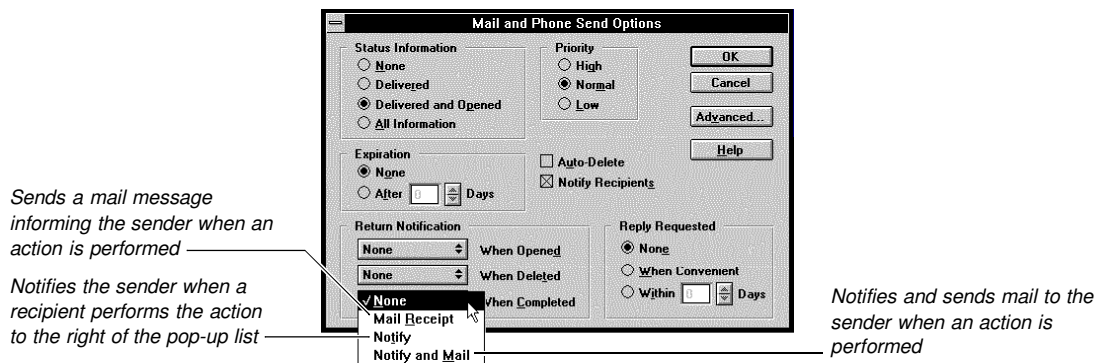 Mail and Phone Send Options
Status Information
None
Delivered
Delivered and Opened
All Information
Priority
High
Normal
Low
OK
Cancel
Advanced...
Help
Expiration
None
After 0 Days
Auto-Delete
Notify Recipients
Return Notification
None When Opened
None When Deleted
When Completed
None
Mail Receipt
Notify
Notify and Mail
Reply Requested
None
When Convenient
Within 0 Days
Sends a mail message
informing the sender when an
action is performed
Notifies the sender when a
recipient performs the action
to the right of the pop-up list
Notifies and sends mail to the
sender when an action is
performed